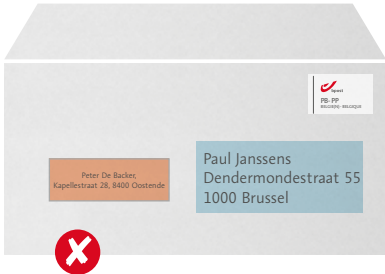 bpost
PB- PP
BELGIE(N) - BELGIQUE
Peter De Backer,
Kapellestraat 28, 8400 Oostende
Paul Janssens
Dendermondestraat 55
1000 Brussel